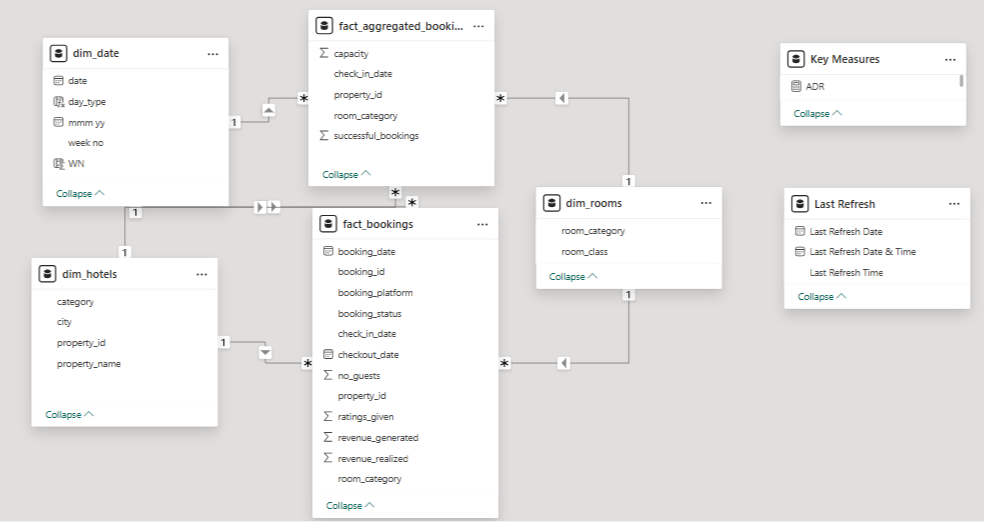 dim_date
date
day_type
mmm yy
week no
WN
Collapse
fact_aggregated_booki...
Σ capacity
check_in_date
property_id
room_category
Σ successful_bookings
Collapse
Key Measures
ADR
Collapse
1
*
*
1
*
*
1
1
dim_rooms
room_category
room_class
Collapse
1
Last Refresh
Last Refresh Date
Last Refresh Date & Time
Last Refresh Time
Collapse
dim_hotels
category
city
property_id
property_name
Collapse
1
*
*
fact_bookings
booking_date
booking_id
booking_platform
booking_status
check_in_date
checkout_date
Σ no_guests
property_id
Σ ratings_given
Σ revenue_generated
Σ revenue_realized
room_category
Collapse